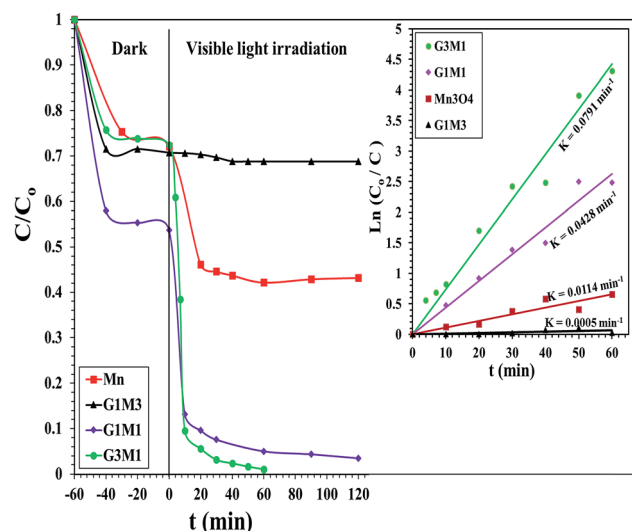 Dark
Visible light irradiation
C/Co
1
0.9
0.8
0.7
0.6
0.5
0.4
0.3
0.2
0.1
0
Mn
G1M3
G1M1
G3M1
-60 -40 -20 0 20 40 60 80 100 120
t (min)
Ln (Co / C)
5
4.5
4
3.5
3
2.5
2
1.5
1
0.5
0
G3M1
G1M1
Mn3O4
G1M3
K = 0.0791 min-1
K = 0.0428 min-1
K = 0.0114 min-1
K = 0.0005 min-1
0 10 20 30 40 50 60
t (min)